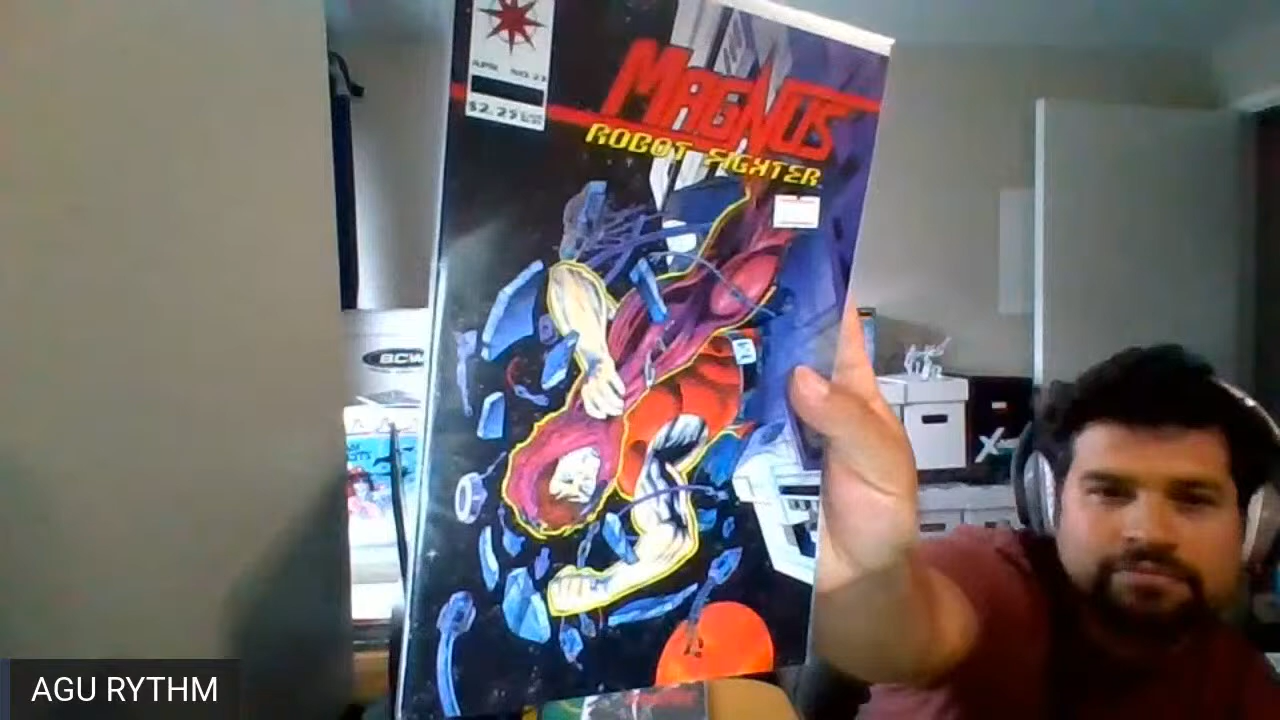 APR NO. 23
$2.25
MAGNUS
ROBOT FIGHTER
BCW
X
AGU RYTHM